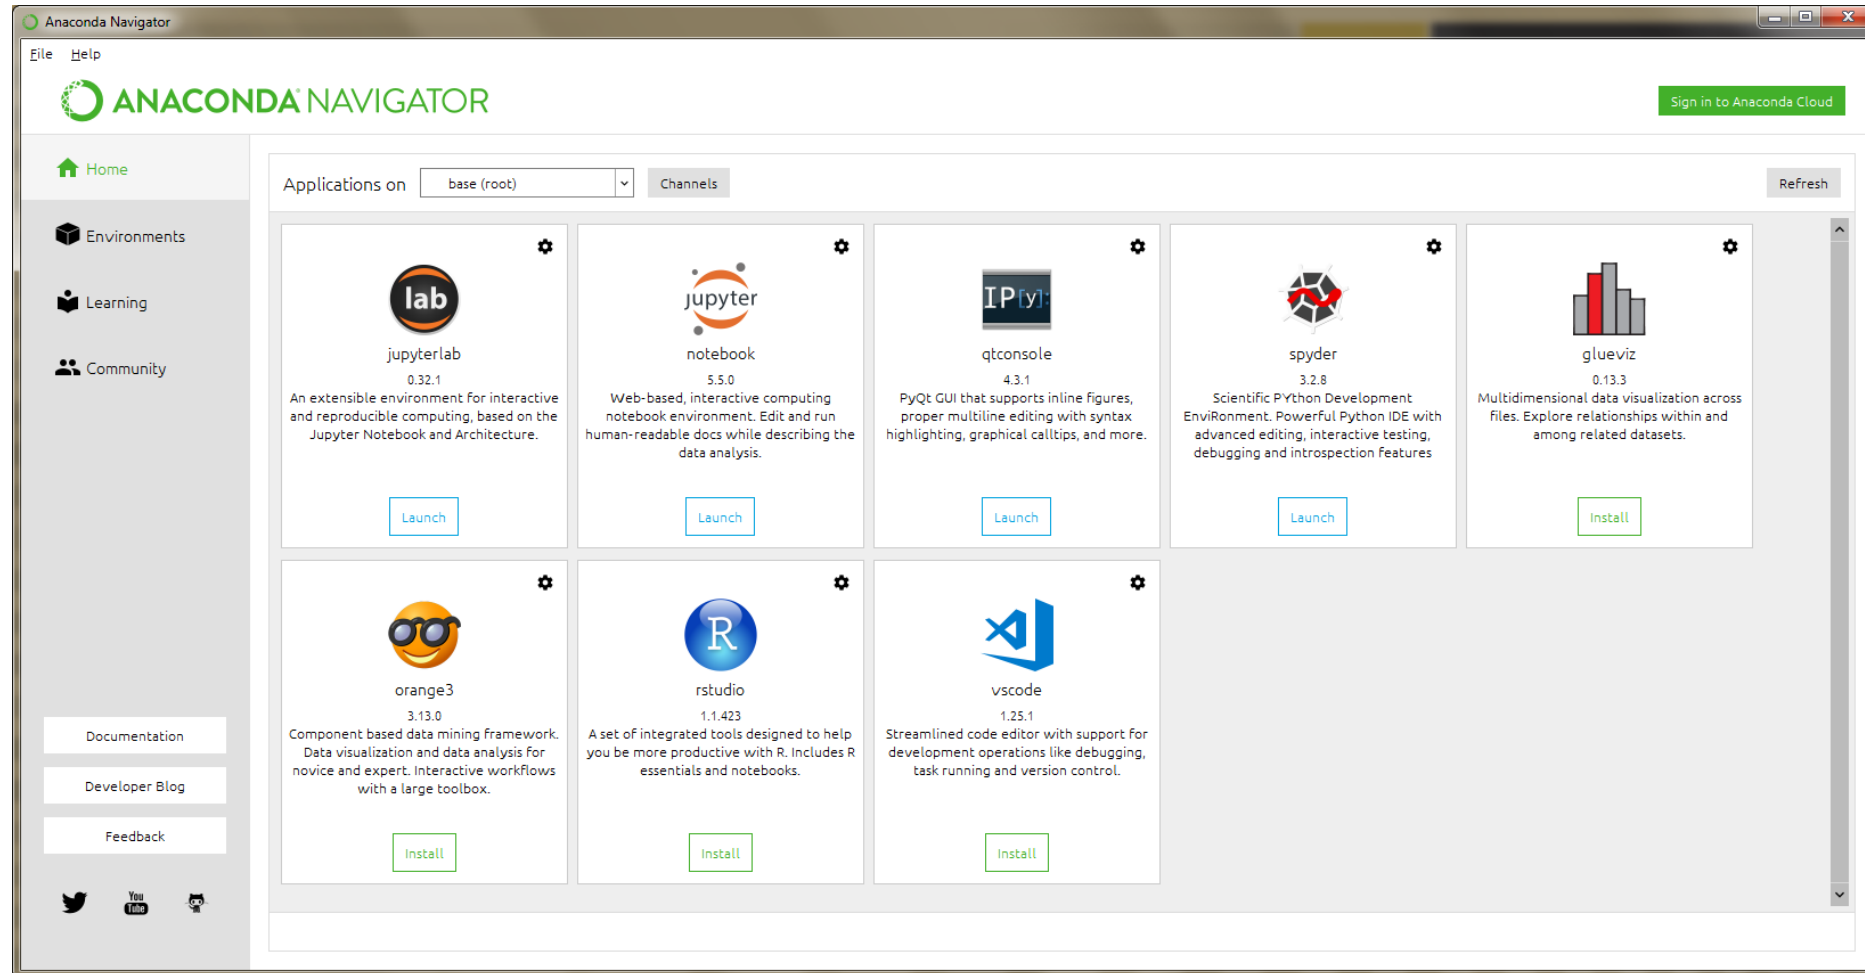 Anaconda Navigator
File Help
ANACONDA NAVIGATOR
Sign in to Anaconda Cloud
Home
Environments
Learning
Community
Documentation
Developer Blog
Feedback
You
Tube
Applications on base (root) Channels Refresh
lab
jupyterlab
0.32.1
An extensible environment for interactive
and reproducible computing, based on the
Jupyter Notebook and Architecture.
Launch
jupyter
notebook
5.5.0
Web-based, interactive computing
notebook environment. Edit and run
human-readable docs while describing the
data analysis.
Launch
IP[y]:
qtconsole
4.3.1
PyQt GUI that supports inline figures,
proper multiline editing with syntax
highlighting, graphical calltips, and more.
Launch
spyder
3.2.8
Scientific PYthon Development
EnviRonment. Powerful Python IDE with
advanced editing, interactive testing,
debugging and introspection features
Launch
glueviz
0.13.3
Multidimensional data visualization across
files. Explore relationships within and
among related datasets.
Install
orange3
3.13.0
Component based data mining framework.
Data visualization and data analysis for
novice and expert. Interactive workflows
with a large toolbox.
Install
R
rstudio
1.1.423
A set of integrated tools designed to help
you be more productive with R. Includes R
essentials and notebooks.
Install
vscode
1.25.1
Streamlined code editor with support for
development operations like debugging,
task running and version control.
Install